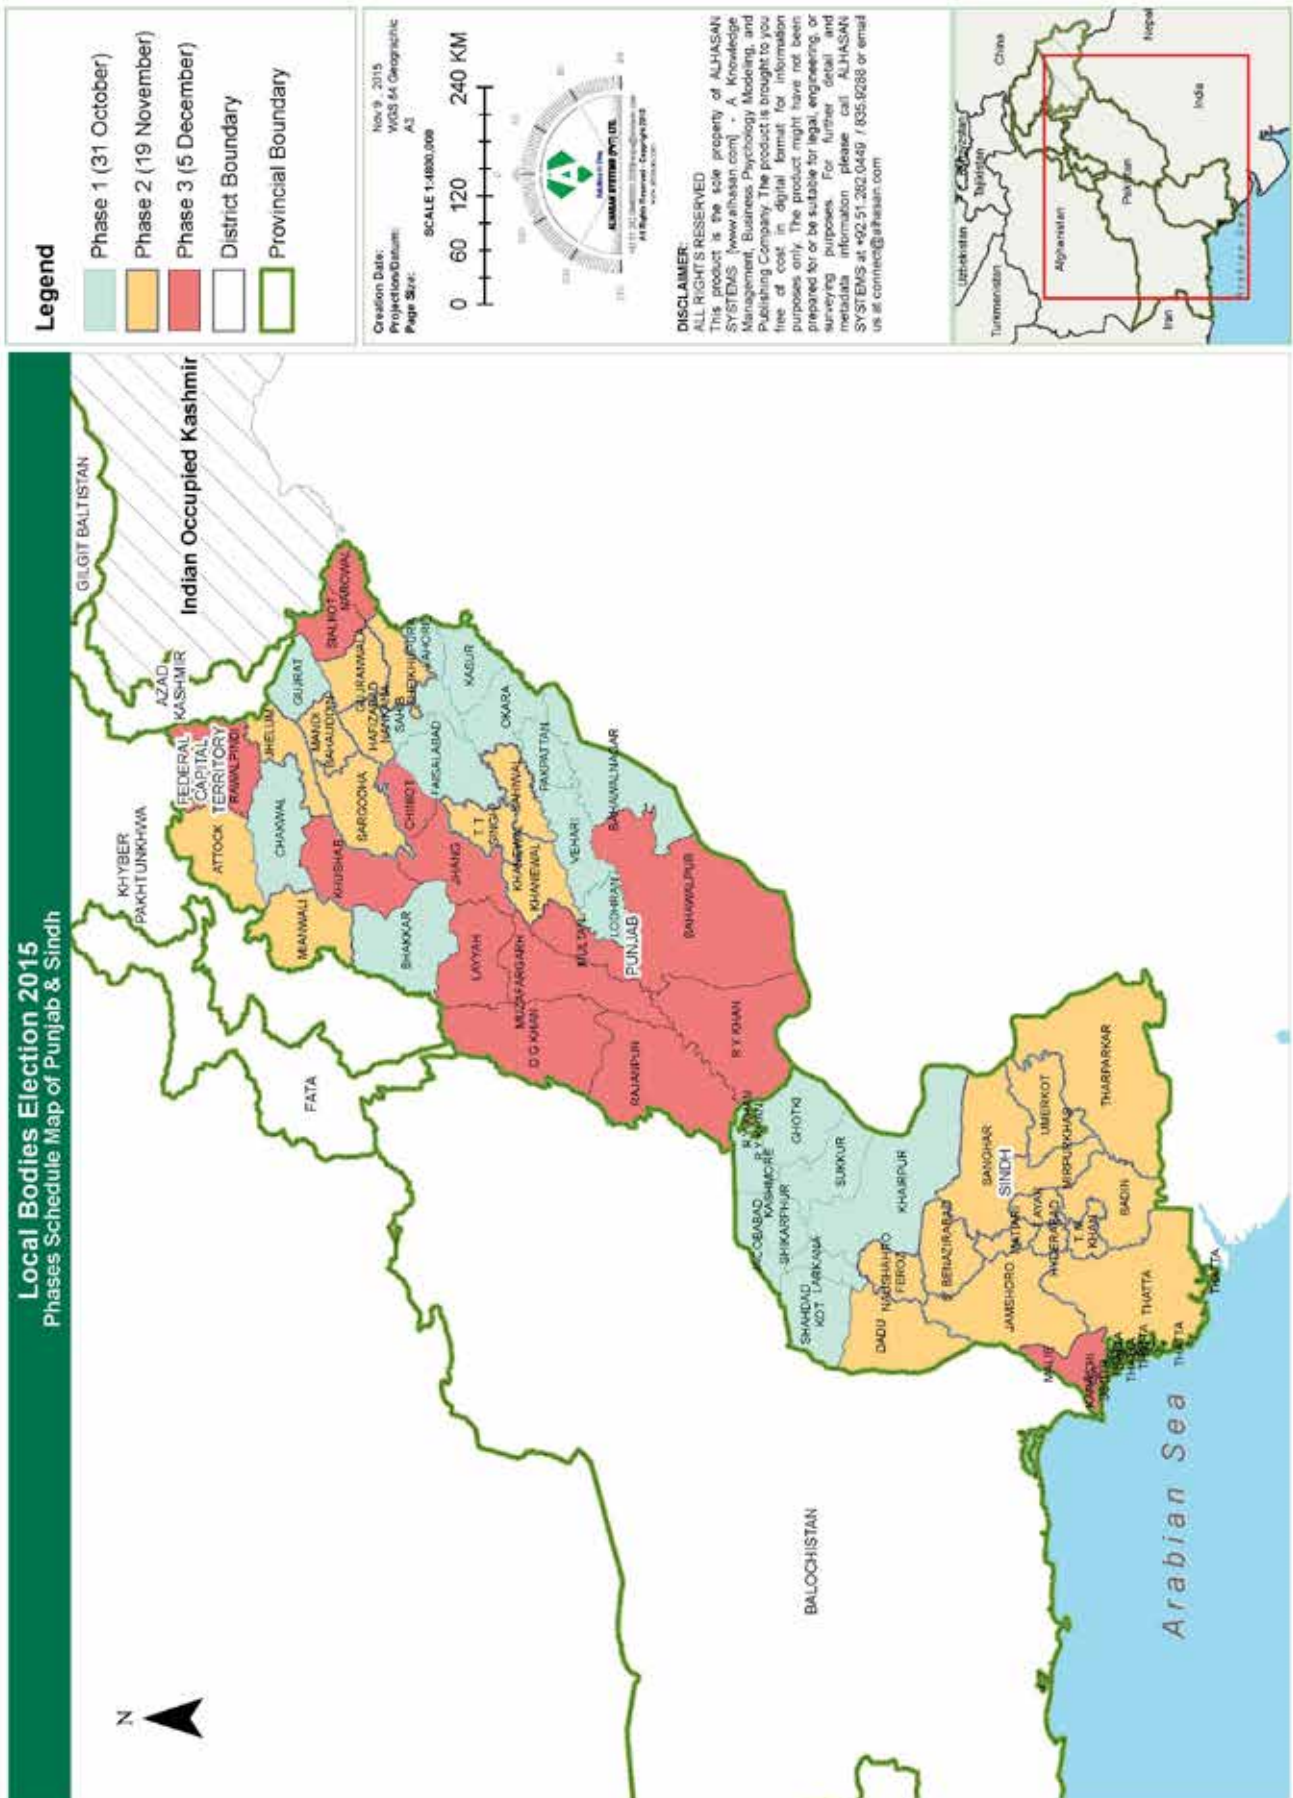 Local Bodies Election 2015
Phases Schedule Map of Punjab & Sindh
N
GILGIT BALTISTAN
Indian Occupied Kashmir
AZAD
KASHMIR
KHYBER
PAKHTUNKHWA
FEDERAL
CAPITAL
TERRITORY
RAWALPINDI
ATTOCK
CHAKWAL
JHELUM
GUJRAT
SIALKOT
NAROWAL
MIANWALI
KHUSHAB
SARGODHA
MANDI
BAHAUDDIN
GUJRANWALA
HAFIZABAD
NANKANA
SAHIB
SHEIKHUPURA
LAHORE
BHAKKAR
CHINIOT
FAISALABAD
KASUR
JHANG
T. T
SINGH
OKARA
LAYYAH
KHANEWAL
SAHIWAL
KHANEWAL
PAKPATTAN
MUZAFARGARH
D G KHAN
MULTAN
VEHARI
LODHRAN
BAHAWALNAGAR
PUNJAB
RAJANPUR
BAHAWALPUR
R Y KHAN
FATA
JACOBABAD
KASHMORE
SHIKARPHUR
GHOTKI
SHAHDAD
KOT
LARKANA
SUKKUR
KHAIRPUR
DADU
NAUSHAHRO
FEROZ
BENAZIRABAD
SANGHAR
SINDH
UMERKOT
MIRPURKHAS
THARPARKAR
JAMSHORO
MATIARI
HYDERABAD
T. M.
KHAN
BADIN
THATTA
MALIR
THATTA
THATTA
BALOCHISTAN
Arabian Sea
Legend
Phase 1 (31 October)
Phase 2 (19 November)
Phase 3 (5 December)
District Boundary
Provincial Boundary
Creation Date: Nov 9 , 2015
Projection/Datum: WGS 84 Geographic
Page Size: A3
SCALE 1:4800,000
0 60 120 240 KM
DISCLAIMER:
ALL RIGHTS RESERVED
This product is the sole property of ALHASAN
SYSTEMS [www.alhasan.com] - A Knowledge
Management, Business Psychology Modeling, and
Publishing Company. The product is brought to you
free of cost in digital format for information
purposes only. The product might have not been
prepared for or be suitable for legal, engineering, or
surveying purposes. For further detail and
metadata information please call ALHASAN
SYSTEMS at +92.51.282.0449 / 835.9288 or email
us at connect@alhasan.com
Uzbekistan
Turkmenistan
Tajikistan
China
Afghanistan
Pakistan
Iran
India
Nepal